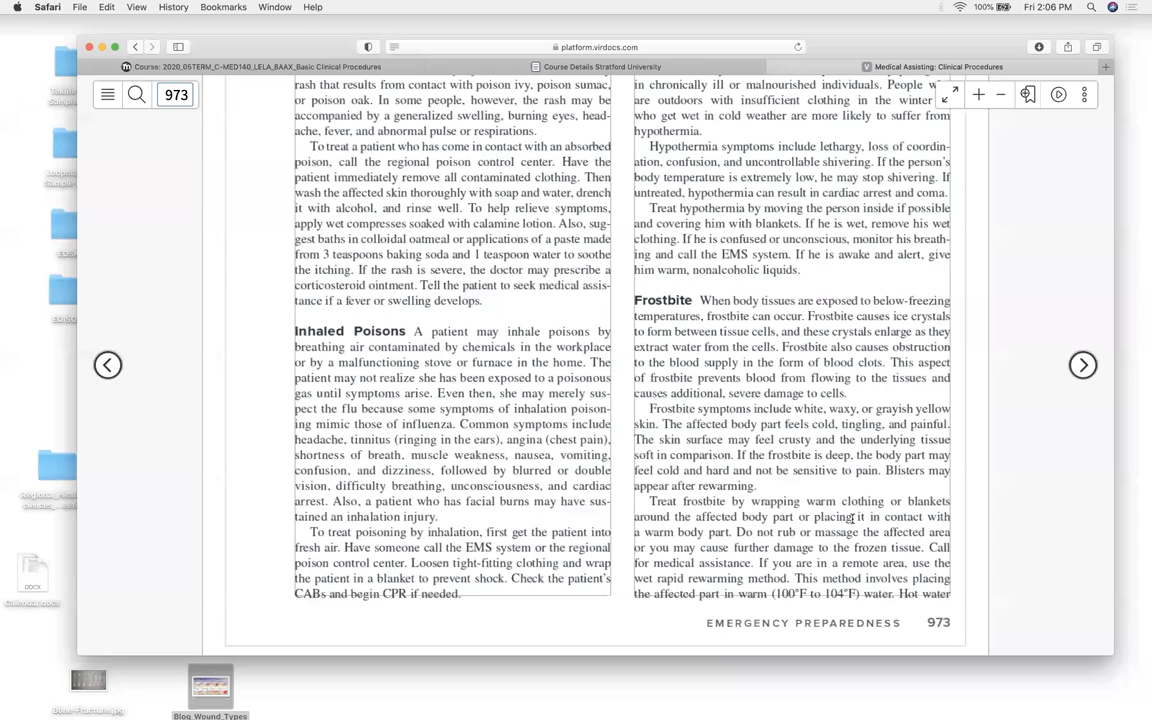 Safari File Edit View History Bookmarks Window Help
100% Fri 2:06 PM
platform.virdocs.com
Course: 2020_05TERM_C-MED140_LELA_8AAX_Basic Clinical Procedures
Course Details Stratford University
Medical Assisting: Clinical Procedures
973
rash that results from contact with poison ivy, poison sumac,
or poison oak. In some people, however, the rash may be
accompanied by a generalized swelling, burning eyes, head-
ache, fever, and abnormal pulse or respirations.
To treat a patient who has come in contact with an absorbed
poison, call the regional poison control center. Have the
patient immediately remove all contaminated clothing. Then
wash the affected skin thoroughly with soap and water, drench
it with alcohol, and rinse well. To help relieve symptoms,
apply wet compresses soaked with calamine lotion. Also, sug-
gest baths in colloidal oatmeal or applications of a paste made
from 3 teaspoons baking soda and 1 teaspoon water to soothe
the itching. If the rash is severe, the doctor may prescribe a
corticosteroid ointment. Tell the patient to seek medical assis-
tance if a fever or swelling develops.
Inhaled Poisons A patient may inhale poisons by
breathing air contaminated by chemicals in the workplace
or by a malfunctioning stove or furnace in the home. The
patient may not realize she has been exposed to a poisonous
gas until symptoms arise. Even then, she may merely sus-
pect the flu because some symptoms of inhalation poison-
ing mimic those of influenza. Common symptoms include
headache, tinnitus (ringing in the ears), angina (chest pain),
shortness of breath, muscle weakness, nausea, vomiting,
confusion, and dizziness, followed by blurred or double
vision, difficulty breathing, unconsciousness, and cardiac
arrest. Also, a patient who has facial burns may have sus-
tained an inhalation injury.
To treat poisoning by inhalation, first get the patient into
fresh air. Have someone call the EMS system or the regional
poison control center. Loosen tight-fitting clothing and wrap
the patient in a blanket to prevent shock. Check the patient's
CABs and begin CPR if needed.
in chronically ill or malnourished individuals. People
are outdoors with insufficient clothing in the winter
who get wet in cold weather are more likely to suffer from
hypothermia.
Hypothermia symptoms include lethargy, loss of coordin-
ation, confusion, and uncontrollable shivering. If the person's
body temperature is extremely low, he may stop shivering. If
untreated, hypothermia can result in cardiac arrest and coma.
Treat hypothermia by moving the person inside if possible
and covering him with blankets. If he is wet, remove his wet
clothing. If he is confused or unconscious, monitor his breath-
ing and call the EMS system. If he is awake and alert, give
him warm, nonalcoholic liquids.
Frostbite When body tissues are exposed to below-freezing
temperatures, frostbite can occur. Frostbite causes ice crystals
to form between tissue cells, and these crystals enlarge as they
extract water from the cells. Frostbite also causes obstruction
to the blood supply in the form of blood clots. This aspect
of frostbite prevents blood from flowing to the tissues and
causes additional, severe damage to cells.
Frostbite symptoms include white, waxy, or grayish yellow
skin. The affected body part feels cold, tingling, and painful.
The skin surface may feel crusty and the underlying tissue
soft in comparison. If the frostbite is deep, the body part may
feel cold and hard and not be sensitive to pain. Blisters may
appear after rewarming.
Treat frostbite by wrapping warm clothing or blankets
around the affected body part or placing it in contact with
a warm body part. Do not rub or massage the affected area
or you may cause further damage to the frozen tissue. Call
for medical assistance. If you are in a remote area, use the
wet rapid rewarming method. This method involves placing
the affected part in warm (100°F to 104°F) water. Hot water
EMERGENCY PREPAREDNESS 973
DOCX
Bone-Fracture.jpg
Blog_Wound_Types